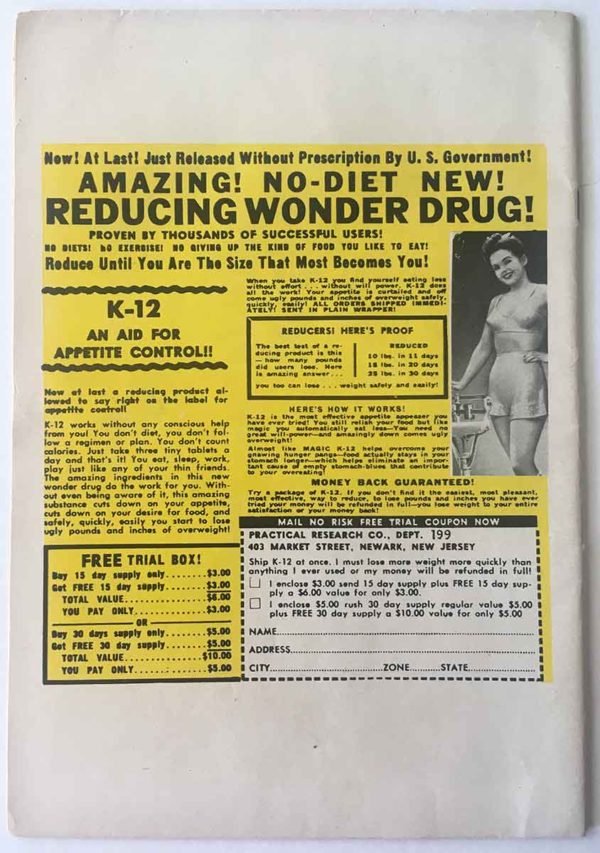 Now! At Last! Just Released Without Prescription By U. S. Government!
AMAZING! NO-DIET NEW!
REDUCING WONDER DRUG!
PROVEN BY THOUSANDS OF SUCCESSFUL USERS!
NO DIETS! NO EXERCISE! NO GIVING UP THE KIND OF FOOD YOU LIKE TO EAT!
Reduce Until You Are The Size That Most Becomes You!
K-12
AN AID FOR
APPETITE CONTROL!!
Now at last a reducing product al-
lowed to say right on the label for
appetite control!
K-12 works without any conscious help
from you! You don't diet, you don't fol-
low a regimen or plan. You don't count
calories. Just take three tiny tablets a
day and that's it! You eat, sleep, work,
play just like any of your thin friends.
The amazing ingredients in this new
wonder drug do the work for you. With-
out even being aware of it, this amazing
substance cuts down on your appetite,
cuts down on your desire for food, and
safely, quickly, easily you start to lose
ugly pounds and inches of overweight!
When you take K-12 you find yourself eating less
without effort . . . without will power. K-12 does
all the work! Your appetite is curtailed and off
come ugly pounds and inches of overweight safely,
quickly, easily! ALL ORDERS SHIPPED IMMEDI-
ATELY! SENT IN PLAIN WRAPPER!
REDUCERS! HERE'S PROOF
The best test of a re-
ducing product is this
— how many pounds
did users lose. Here
is amazing answer...
REDUCED
10 lbs. in 11 days
18 lbs. in 20 days
25 lbs. in 30 days
you too can lose . . . weight safely and easily!
HERE'S HOW IT WORKS!
K-12 is the most effective appetite appeaser you
have ever tried! You still relish your food but like
magic you automatically eat less—You need no
great will-power—and amazingly down comes ugly
overweight!
Almost like MAGIC K-12 helps overcome your
gnawing hunger pangs—food actually stays in your
stomach longer—which helps eliminate an impor-
tant cause of empty stomach-blues that contribute
to your overeating!
MONEY BACK GUARANTEED!
Try a package of K-12. If you don't find it the easiest, most pleasant,
most effective, way to reduce, to lose pounds and inches you have ever
tried your money will be refunded in full—you lose weight to your entire
satisfaction or your money back!
FREE TRIAL BOX!
Buy 15 day supply only........$3.00
Get FREE 15 day supply........$3.00
TOTAL VALUE..............$6.00
YOU PAY ONLY.............$3.00
OR
Buy 30 days supply only.......$5.00
Get FREE 30 day supply........$5.00
TOTAL VALUE.............$10.00
YOU PAY ONLY.............$5.00
MAIL NO RISK FREE TRIAL COUPON NOW
PRACTICAL RESEARCH CO., DEPT. 199
403 MARKET STREET, NEWARK, NEW JERSEY
Ship K-12 at once. I must lose more weight more quickly than
anything I ever used or my money will be refunded in full!
I enclose $3.00 send 15 day supply plus FREE 15 day sup-
ply a $6.00 value for only $3.00.
I enclose $5.00 rush 30 day supply regular value $5.00
plus FREE 30 day supply a $10.00 value for only $5.00
NAME
ADDRESS
CITY ZONE STATE